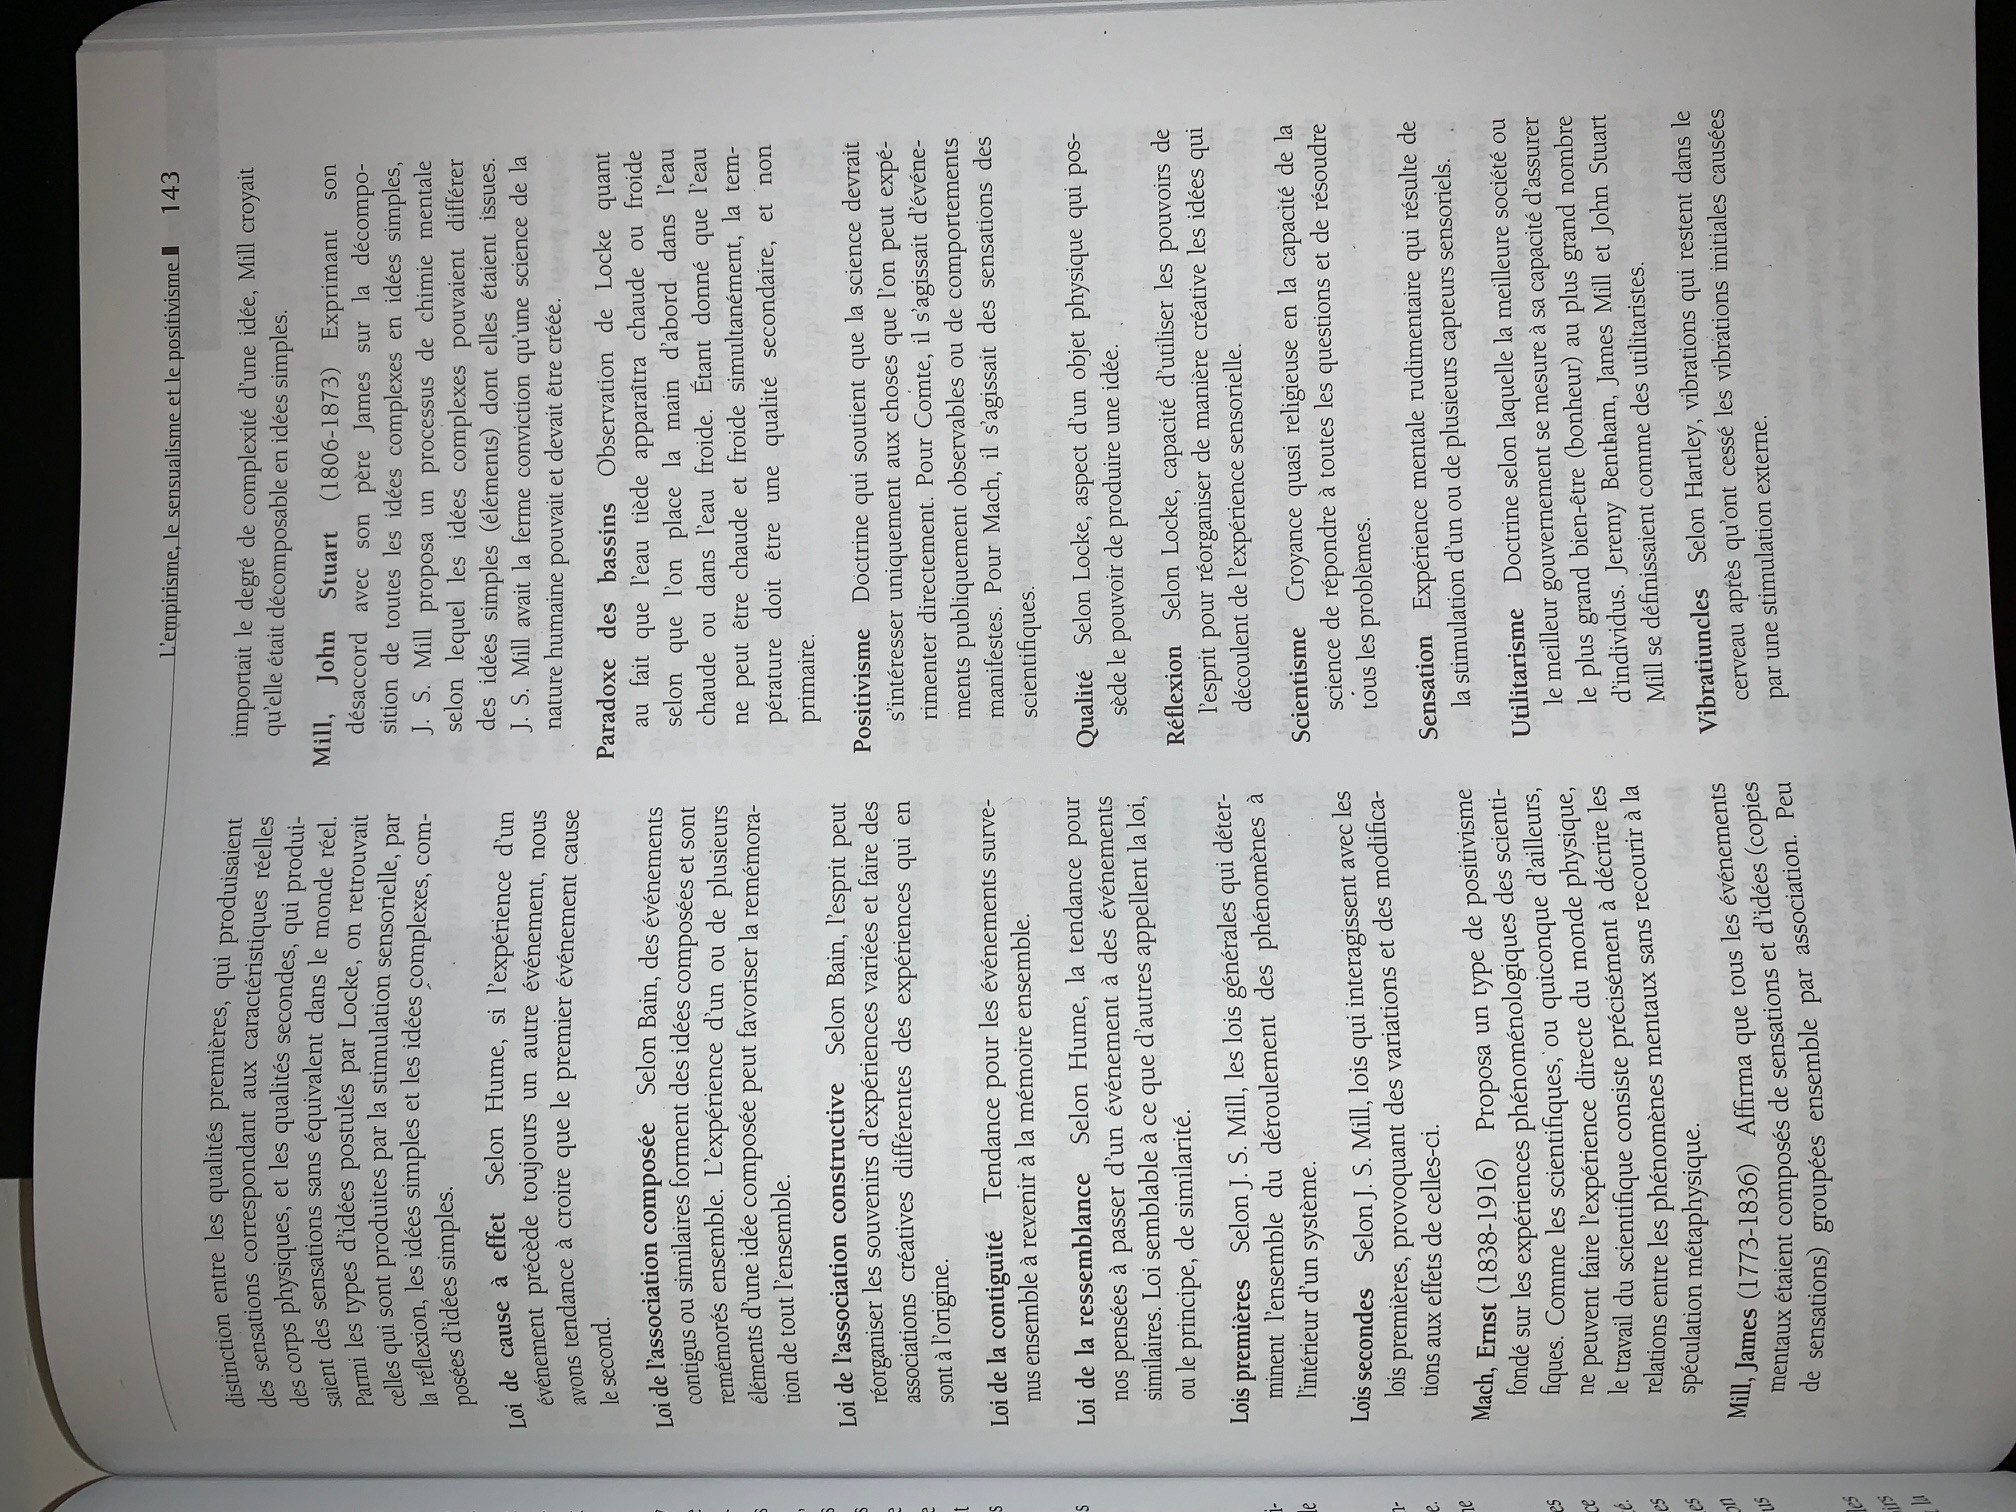 L'empirisme, le sensualisme et le positivisme 143
distinction entre les qualités premières, qui produisaient
des sensations correspondant aux caractéristiques réelles
des corps physiques, et les qualités secondes, qui produi-
saient des sensations sans équivalent dans le monde réel.
Parmi les types d'idées postulés par Locke, on retrouvait
celles qui sont produites par la stimulation sensorielle, par
la réflexion, les idées simples et les idées complexes, com-
posées d'idées simples.
Loi de cause à effet Selon Hume, si l'expérience d'un
événement précède toujours un autre événement, nous
avons tendance à croire que le premier événement cause
le second.
Loi de l'association composée Selon Bain, des événements
contigus ou similaires forment des idées composées et sont
remémorés ensemble. L'expérience d'un ou de plusieurs
éléments d'une idée composée peut favoriser la remémora-
tion de tout l'ensemble.
Loi de l'association constructive Selon Bain, l'esprit peut
réorganiser les souvenirs d'expériences variées et faire des
associations créatives différentes des expériences qui en
sont à l'origine.
Loi de la contiguïté Tendance pour les événements surve-
nus ensemble à revenir à la mémoire ensemble.
Loi de la ressemblance Selon Hume, la tendance pour
nos pensées à passer d'un événement à des événements
similaires. Loi semblable à ce que d'autres appellent la loi,
ou le principe, de similarité.
Lois premières Selon J. S. Mill, les lois générales qui déter-
minent l'ensemble du déroulement des phénomènes à
l'intérieur d'un système.
Lois secondes Selon J. S. Mill, lois qui interagissent avec les
lois premières, provoquant des variations et des modifica-
tions aux effets de celles-ci.
Mach, Ernst (1838-1916) Proposa un type de positivisme
fondé sur les expériences phénoménologiques des scienti-
fiques. Comme les scientifiques, ou quiconque d'ailleurs,
ne peuvent faire l'expérience directe du monde physique,
le travail du scientifique consiste précisément à décrire les
relations entre les phénomènes mentaux sans recourir à la
spéculation métaphysique.
Mill, James (1773-1836) Affirma que tous les événements
mentaux étaient composés de sensations et d'idées (copies
de sensations) groupées ensemble par association. Peu
importait le degré de complexité d'une idée, Mill croyait
qu'elle était décomposable en idées simples.
Mill, John Stuart (1806-1873) Exprimant son
désaccord avec son père James sur la décompo-
sition de toutes les idées complexes en idées simples,
J. S. Mill proposa un processus de chimie mentale
selon lequel les idées complexes pouvaient différer
des idées simples (éléments) dont elles étaient issues.
J. S. Mill avait la ferme conviction qu'une science de la
nature humaine pouvait et devait être créée.
Paradoxe des bassins Observation de Locke quant
au fait que l'eau tiède apparaîtra chaude ou froide
selon que l'on place la main d'abord dans l'eau
chaude ou dans l'eau froide. Étant donné que l'eau
ne peut être chaude et froide simultanément, la tem-
pérature doit être une qualité secondaire, et non
primaire.
Positivisme Doctrine qui soutient que la science devrait
s'intéresser uniquement aux choses que l'on peut expé-
rimenter directement. Pour Comte, il s'agissait d'événe-
ments publiquement observables ou de comportements
manifestes. Pour Mach, il s'agissait des sensations des
scientifiques.
Qualité Selon Locke, aspect d'un objet physique qui pos-
sède le pouvoir de produire une idée.
Réflexion Selon Locke, capacité d'utiliser les pouvoirs de
l'esprit pour réorganiser de manière créative les idées qui
découlent de l'expérience sensorielle.
Scientisme Croyance quasi religieuse en la capacité de la
science de répondre à toutes les questions et de résoudre
tous les problèmes.
Sensation Expérience mentale rudimentaire qui résulte de
la stimulation d'un ou de plusieurs capteurs sensoriels.
Utilitarisme Doctrine selon laquelle la meilleure société ou
le meilleur gouvernement se mesure à sa capacité d'assurer
le plus grand bien-être (bonheur) au plus grand nombre
d'individus. Jeremy Bentham, James Mill et John Stuart
Mill se définissaient comme des utilitaristes.
Vibratiuncles Selon Hartley, vibrations qui restent dans le
cerveau après qu'ont cessé les vibrations initiales causées
par une stimulation externe.